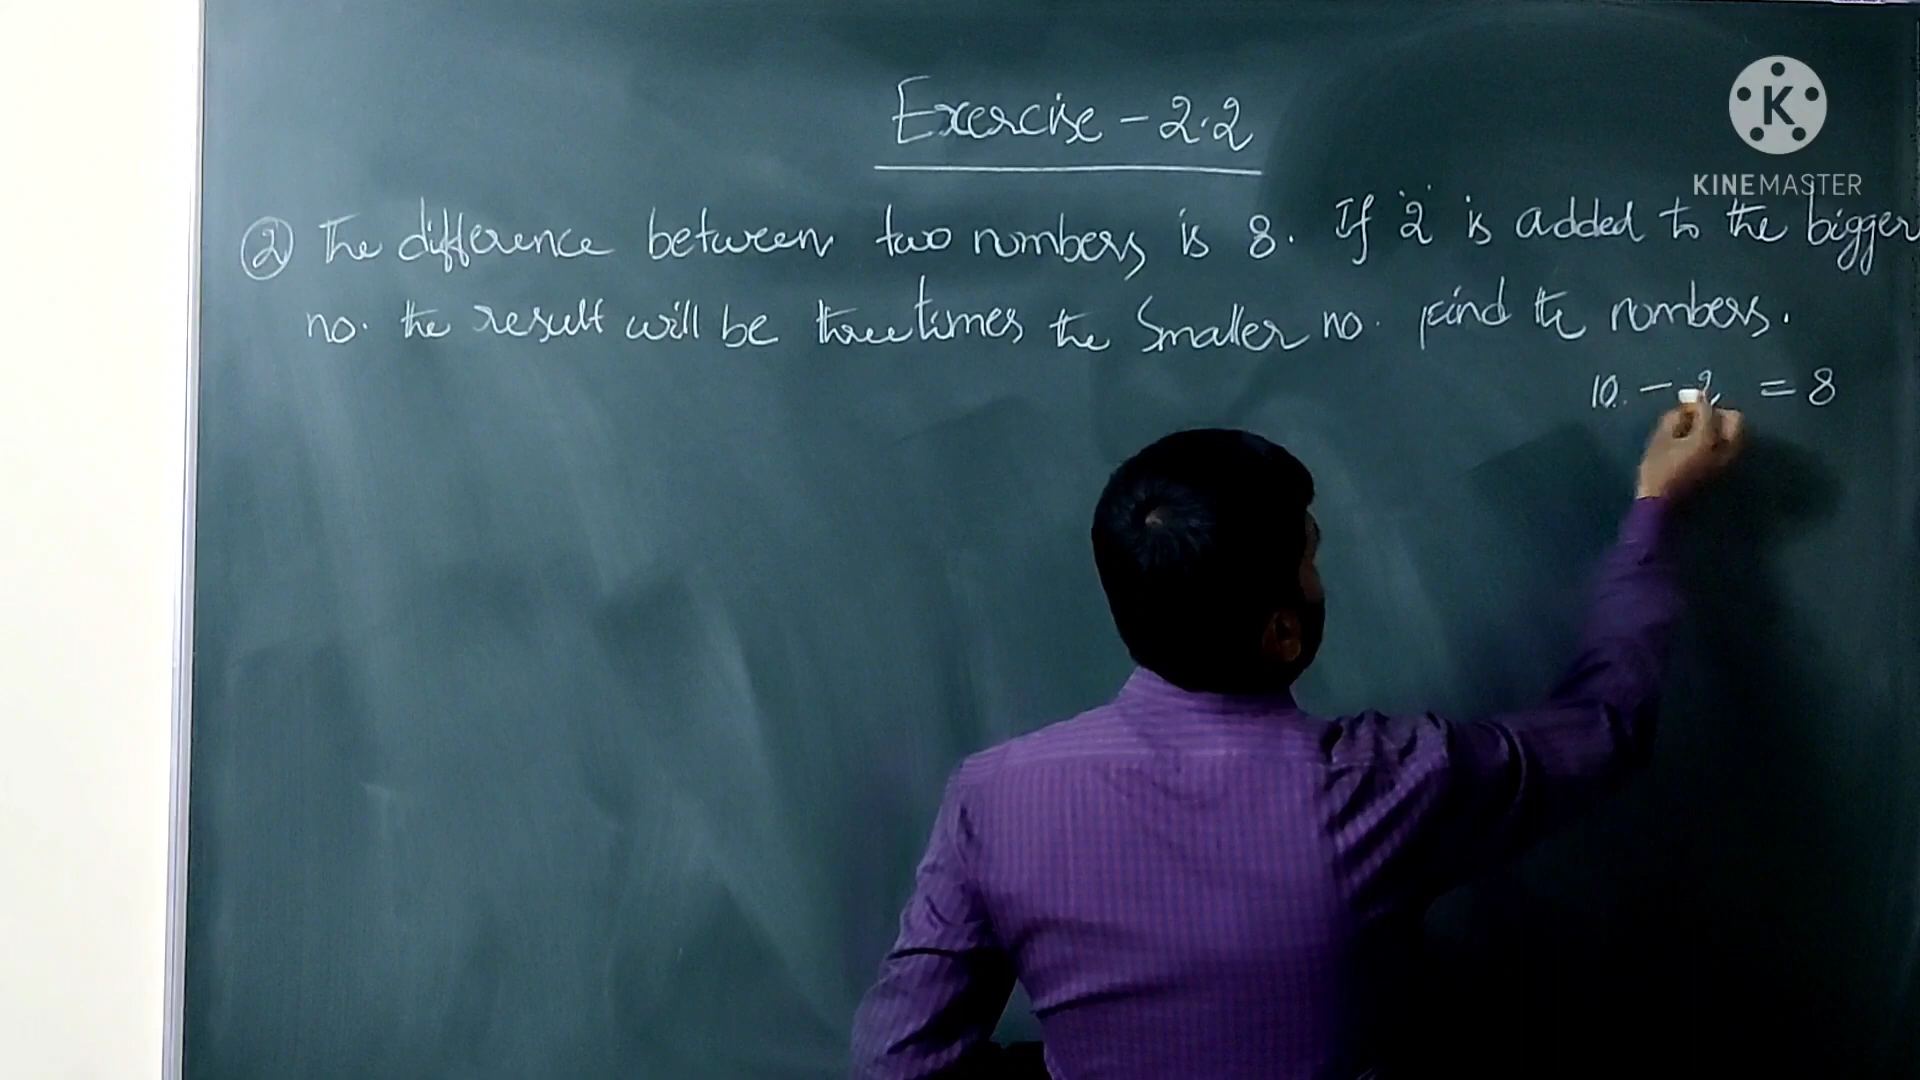 Exercise - 2.2
KINEMASTER
② The difference between two numbers is 8. If 2 is added to the bigger
no. the result will be three times the smaller no. find the numbers.
10 - 2 = 8